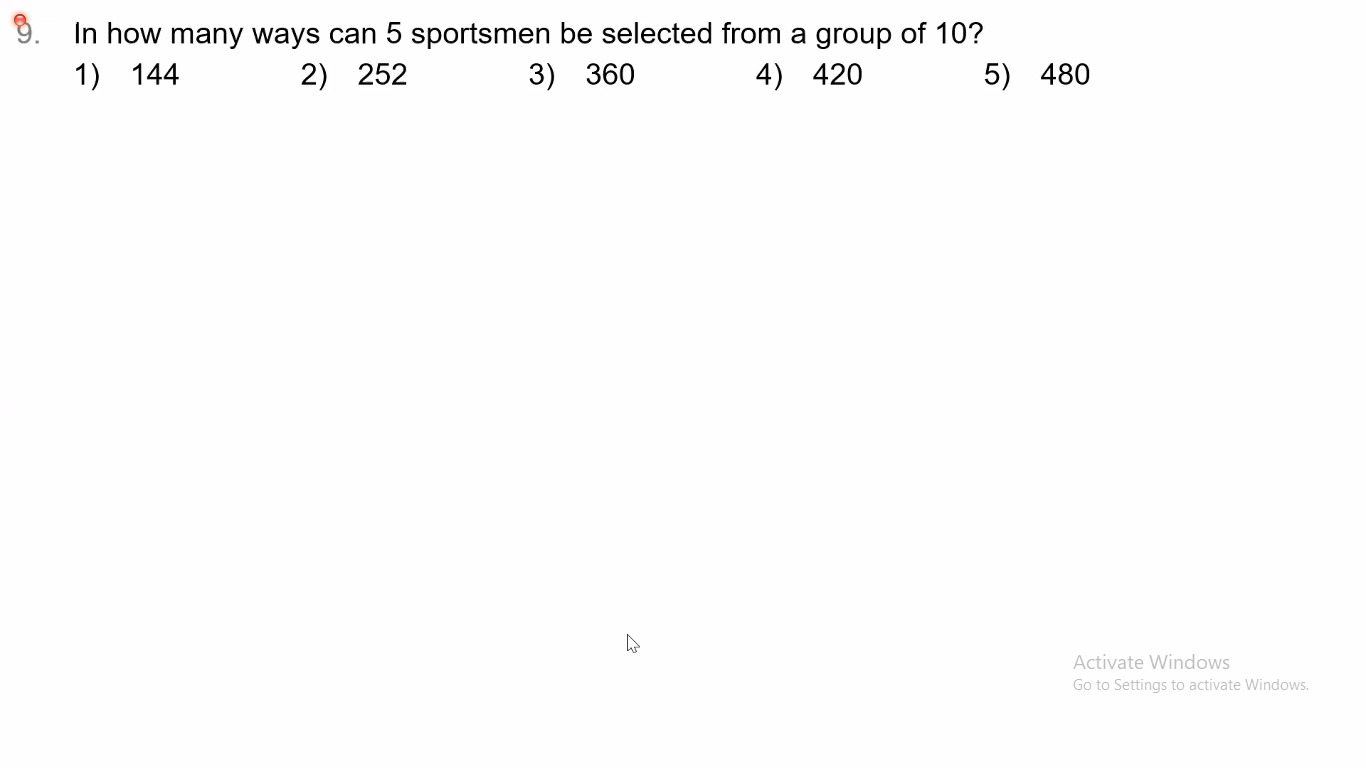 9. In how many ways can 5 sportsmen be selected from a group of 10?
1) 144 2) 252 3) 360 4) 420 5) 480
Activate Windows
Go to Settings to activate Windows.